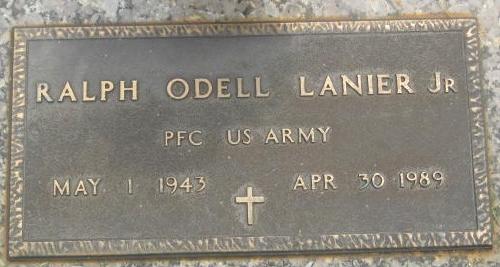 RALPH ODELL LANIER JR
PFC US ARMY
MAY 1 1943 APR 30 1989